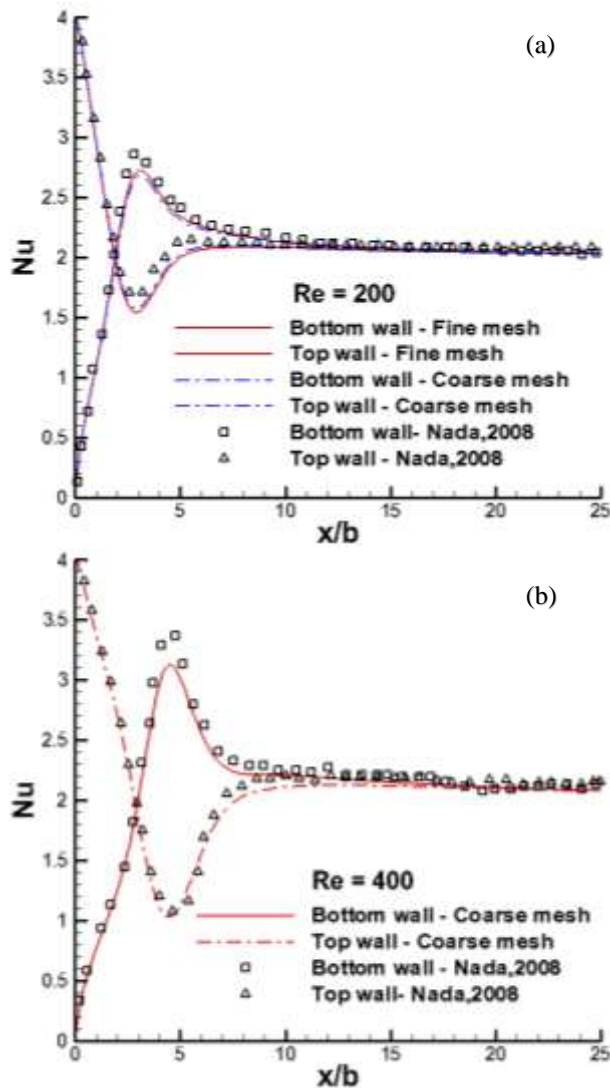 (a)
4
3.5
3
2.5
2
1.5
1
0.5
0
Nu
Re = 200
Bottom wall - Fine mesh
Top wall - Fine mesh
Bottom wall - Coarse mesh
Top wall - Coarse mesh
Bottom wall- Nada,2008
Top wall - Nada,2008
0 5 10 15 20 25
x/b
(b)
4
3.5
3
2.5
2
1.5
1
0.5
0
Nu
Re = 400
Bottom wall - Coarse mesh
Top wall - Coarse mesh
Bottom wall - Nada,2008
Top wall- Nada,2008
0 5 10 15 20 25
x/b